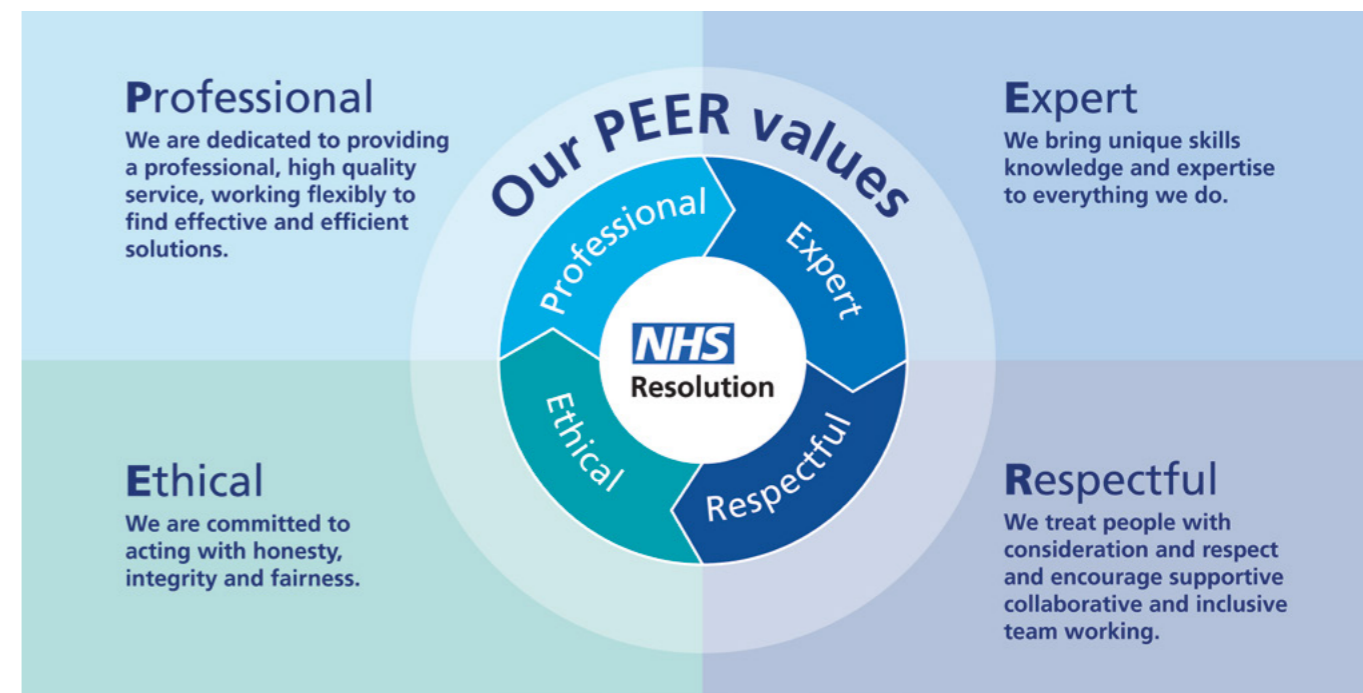 Professional
We are dedicated to providing
a professional, high quality
service, working flexibly to
find effective and efficient
solutions.
Our PEER values
Expert
We bring unique skills
knowledge and expertise
to everything we do.
Professional
Expert
NHS
Resolution
Ethical
Respectful
Ethical
We are committed to
acting with honesty,
integrity and fairness.
Respectful
We treat people with
consideration and respect
and encourage supportive
collaborative and inclusive
team working.